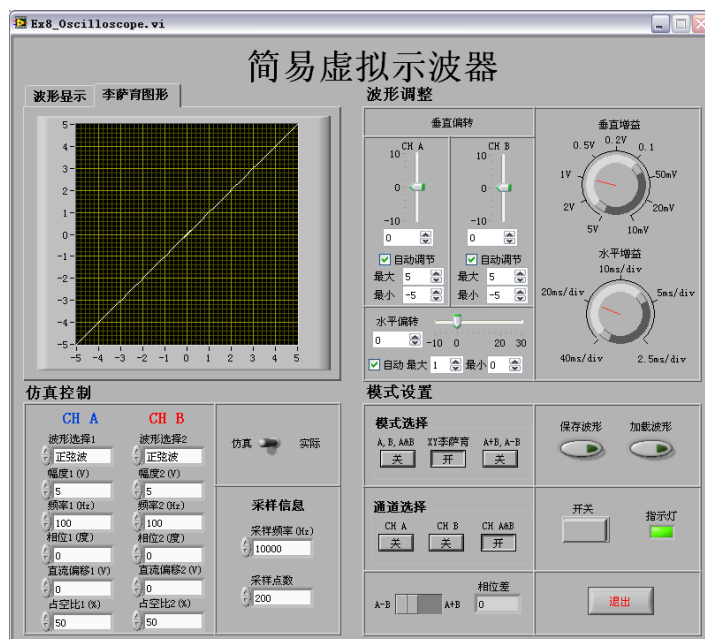 Ex8_Oscilloscope.vi
简易虚拟示波器
波形显示 李萨育图形
5
4
3
2
1
0
-1
-2
-3
-4
-5
-5 -4 -3 -2 -1 0 1 2 3 4 5
波形调整
垂直偏转
CH A CH B
10 10
0 0
-10 -10
0 0
自动调节 自动调节
最大 5 最大 5
最小 -5 最小 -5
水平偏转
0 -10 0 20 30
自动 最大 1 最小 0
垂直增益
0.5V 0.2V 0.1
1V 50mV
2V 20mV
5V 10mV
水平增益
10ms/div
20ms/div 5ms/div
40ms/div 2.5ms/div
仿真控制
CH A CH B
波形选择1 波形选择2
正弦波 正弦波
幅度1(V) 幅度2(V)
5 5
频率1(Hz) 频率2(Hz)
100 100
相位1(度) 相位2(度)
0 0
直流偏移1(V) 直流偏移2(V)
0 0
占空比1(%) 占空比2(%)
50 50
仿真 实际
采样信息
采样频率(Hz)
10000
采样点数
200
模式设置
模式选择
A, B, A&B XY李萨育 A+B, A-B
关 开 关
通道选择
CH A CH B CH A&B
关 关 开
A-B A+B
相位差
0
保存波形 加载波形
开关 指示灯
退出